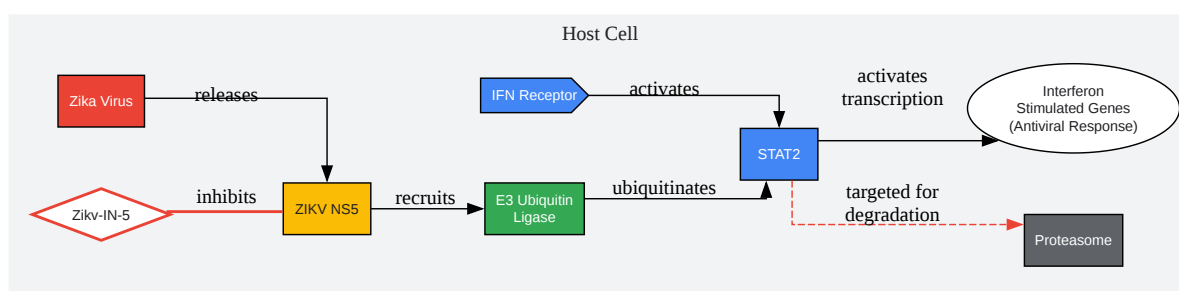 Host Cell
Zika Virus
releases
IFN Receptor
activates
activates
transcription
Interferon
Stimulated Genes
(Antiviral Response)
STAT2
Zikv-IN-5
inhibits
ZIKV NS5
recruits
E3 Ubiquitin
Ligase
ubiquitinates
targeted for
degradation
Proteasome